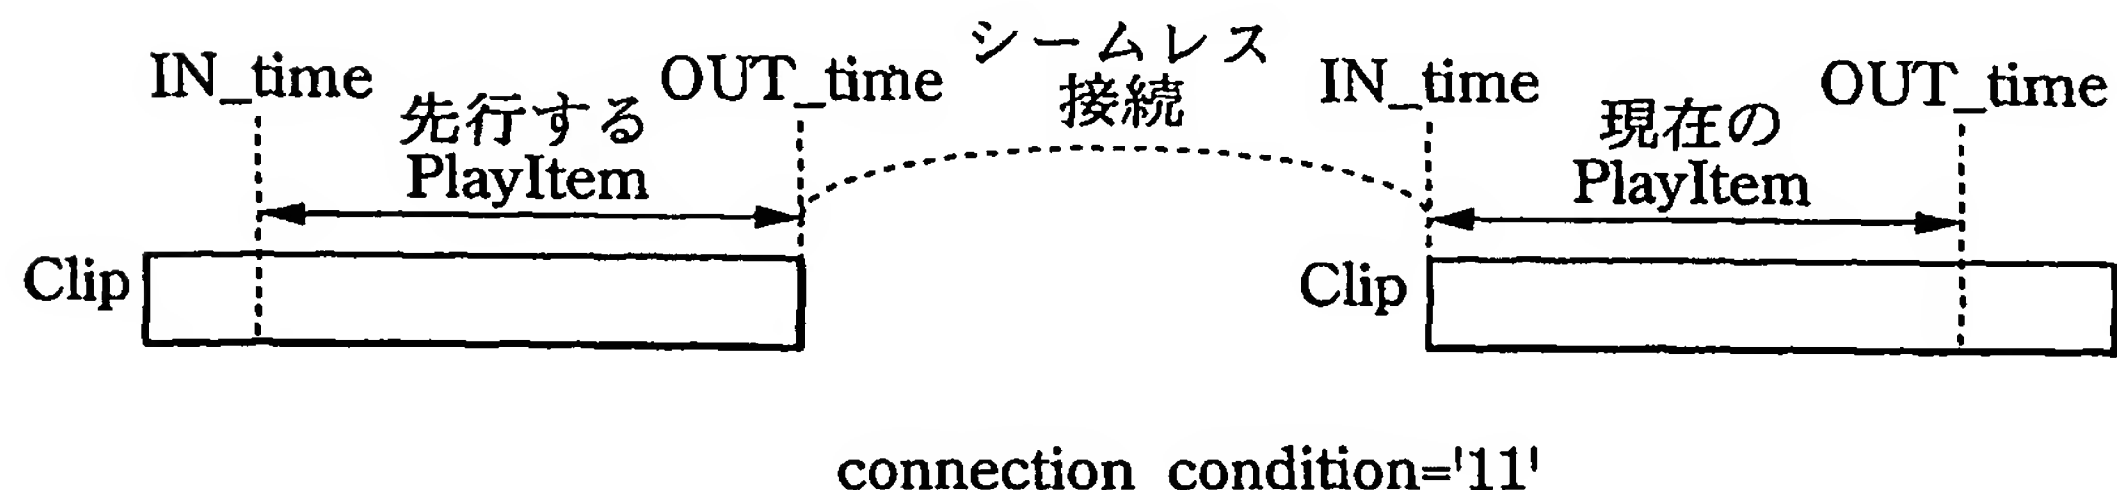 IN_time
先行する
PlayItem
OUT_time
シームレス
接続
IN_time
現在の
PlayItem
OUT_time
Clip
Clip
connection condition='11'